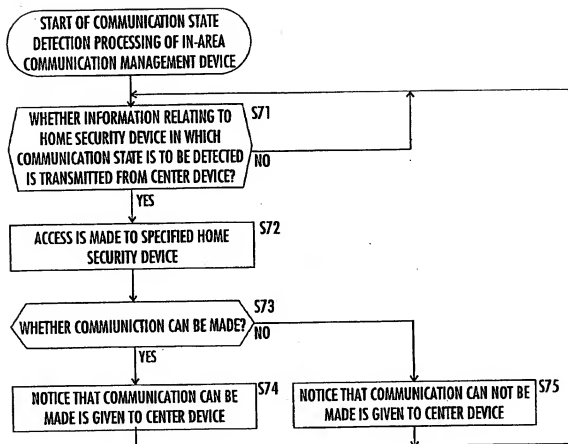 START OF COMMUNICATION STATE
DETECTION PROCESSING OF IN-AREA
COMMUNICATION MANAGEMENT DEVICE
WHETHER INFORMATION RELATING TO
HOME SECURITY DEVICE IN WHICH
COMMUNICATION STATE IS TO BE DETECTED
IS TRANSMITTED FROM CENTER DEVICE?
S71
NO
YES
ACCESS IS MADE TO SPECIFIED HOME
SECURITY DEVICE
S72
WHETHER COMMIUNICTION CAN BE MADE?
S73
NO
YES
NOTICE THAT COMMUNICATION CAN BE
MADE IS GIVEN TO CENTER DEVICE
S74
NOTICE THAT COMMUNICATION CAN NOT BE
MADE IS GIVEN TO CENTER DEVICE
S75